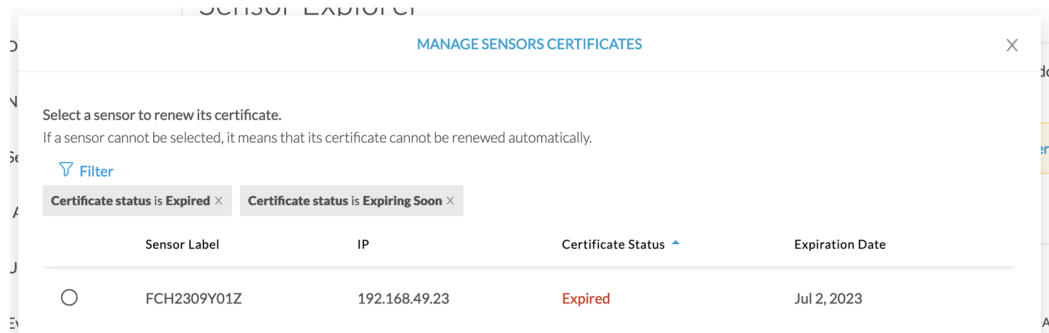 Sensor Explorer
MANAGE SENSORS CERTIFICATES
Select a sensor to renew its certificate.
If a sensor cannot be selected, it means that its certificate cannot be renewed automatically.
Filter
Certificate status is Expired ×
Certificate status is Expiring Soon ×
Sensor Label IP Certificate Status Expiration Date
FCH2309Y01Z 192.168.49.23 Expired Jul 2, 2023